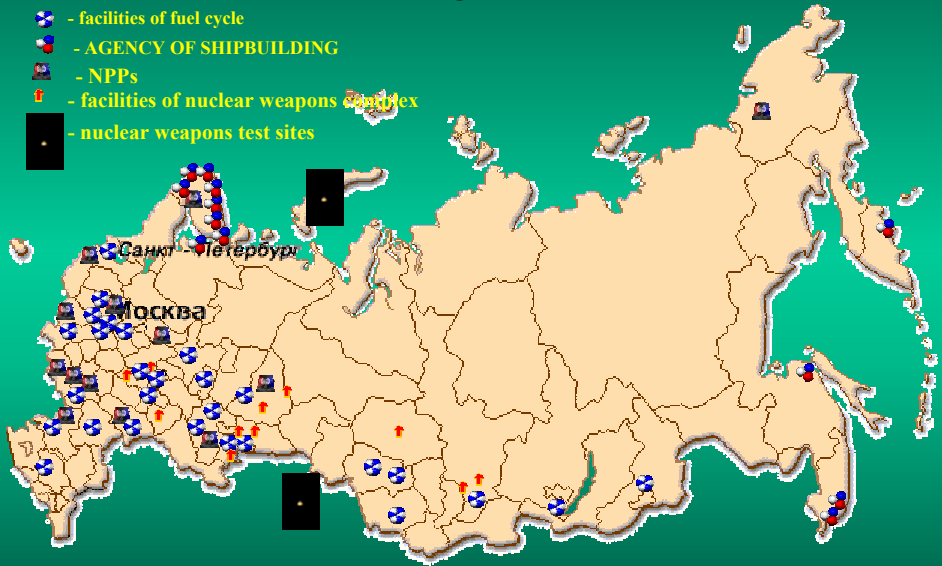 - facilities of fuel cycle
- AGENCY OF SHIPBUILDING
- NPPs
- facilities of nuclear weapons complex
- nuclear weapons test sites
Санкт - Петербург
Москва